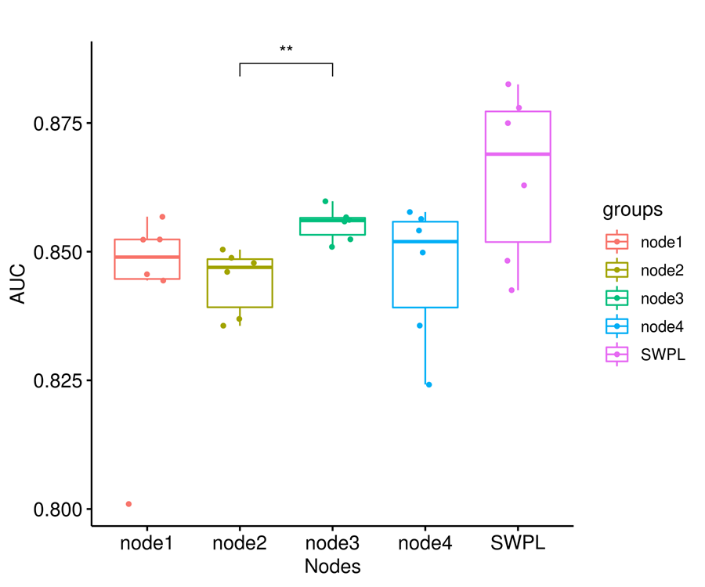 **
0.875
0.850
0.825
0.800
AUC
node1 node2 node3 node4 SWPL
Nodes
groups
node1
node2
node3
node4
SWPL